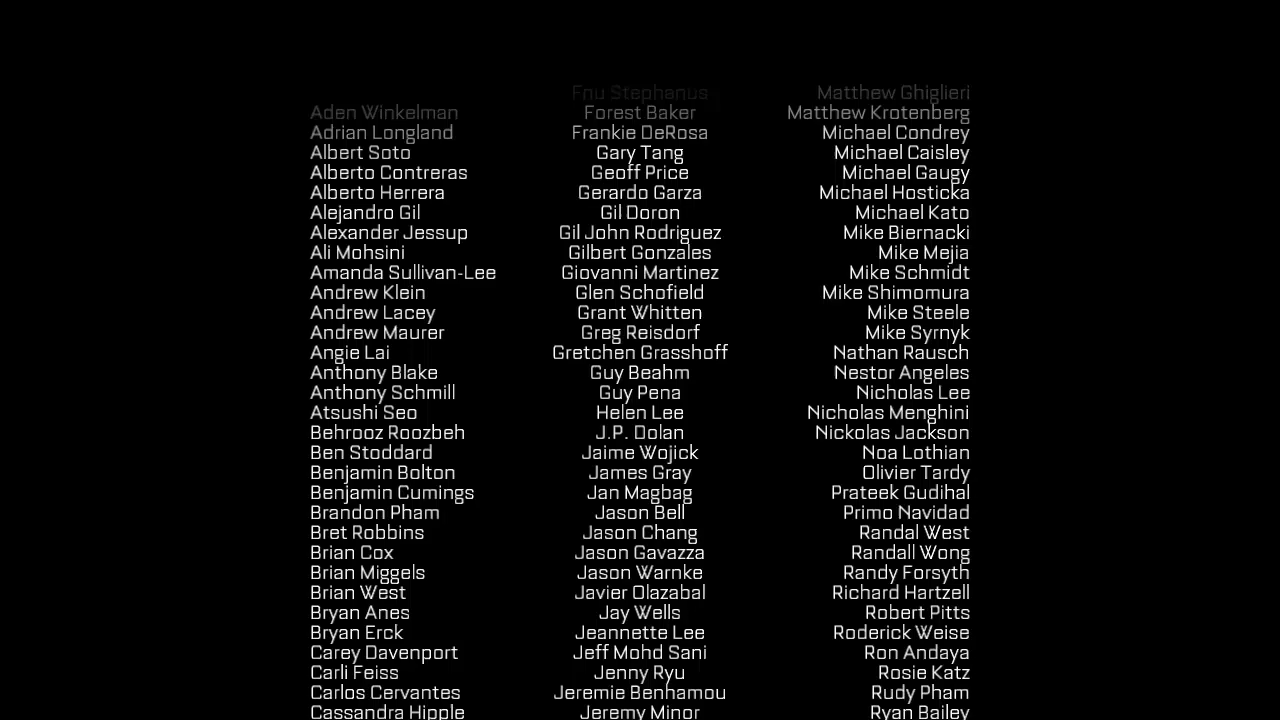 Fnu Stephanus Matthew Ghiglieri
Aden Winkelman Forest Baker Matthew Krotenberg
Adrian Longland Frankie DeRosa Michael Condrey
Albert Soto Gary Tang Michael Caisley
Alberto Contreras Geoff Price Michael Gaugy
Alberto Herrera Gerardo Garza Michael Hosticka
Alejandro Gil Gil Doron Michael Kato
Alexander Jessup Gil John Rodriguez Mike Biernacki
Ali Mohsini Gilbert Gonzales Mike Mejia
Amanda Sullivan-Lee Giovanni Martinez Mike Schmidt
Andrew Klein Glen Schofield Mike Shimomura
Andrew Lacey Grant Whitten Mike Steele
Andrew Maurer Greg Reisdorf Mike Syrnyk
Angie Lai Gretchen Grasshoff Nathan Rausch
Anthony Blake Guy Beahm Nestor Angeles
Anthony Schmill Guy Pena Nicholas Lee
Atsushi Seo Helen Lee Nicholas Menghini
Behrooz Roozbeh J.P. Dolan Nickolas Jackson
Ben Stoddard Jaime Wojick Noa Lothian
Benjamin Bolton James Gray Olivier Tardy
Benjamin Cumings Jan Magbag Prateek Gudihal
Brandon Pham Jason Bell Primo Navidad
Bret Robbins Jason Chang Randal West
Brian Cox Jason Gavazza Randall Wong
Brian Miggels Jason Warnke Randy Forsyth
Brian West Javier Olazabal Richard Hartzell
Bryan Anes Jay Wells Robert Pitts
Bryan Erck Jeannette Lee Roderick Weise
Carey Davenport Jeff Mohd Sani Ron Andaya
Carli Feiss Jenny Ryu Rosie Katz
Carlos Cervantes Jeremie Benhamou Rudy Pham
Cassandra Hipple Jeremy Minor Ryan Bailey